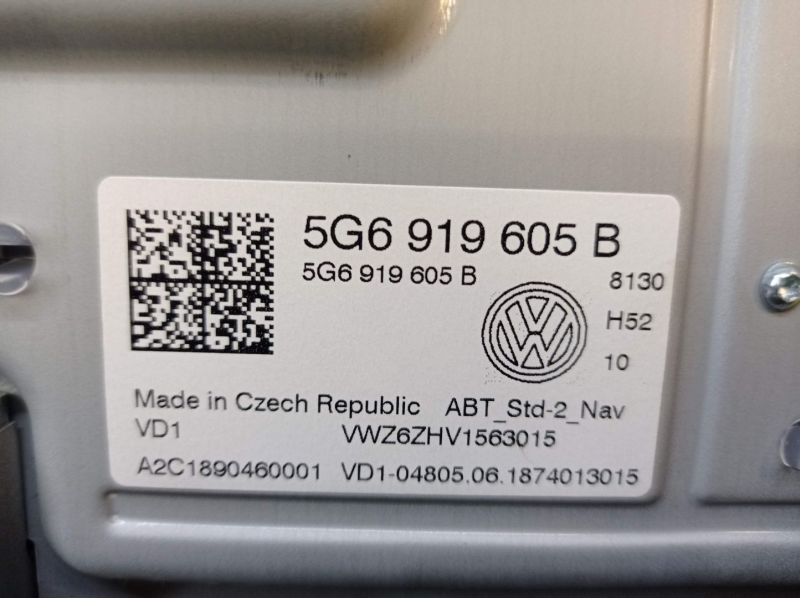 5G6 919 605 B
5G6 919 605 B
8130
H52
10
Made in Czech Republic ABT_Std-2_Nav
VD1 VWZ6ZHV1563015
A2C1890460001 VD1-04805.06.1874013015